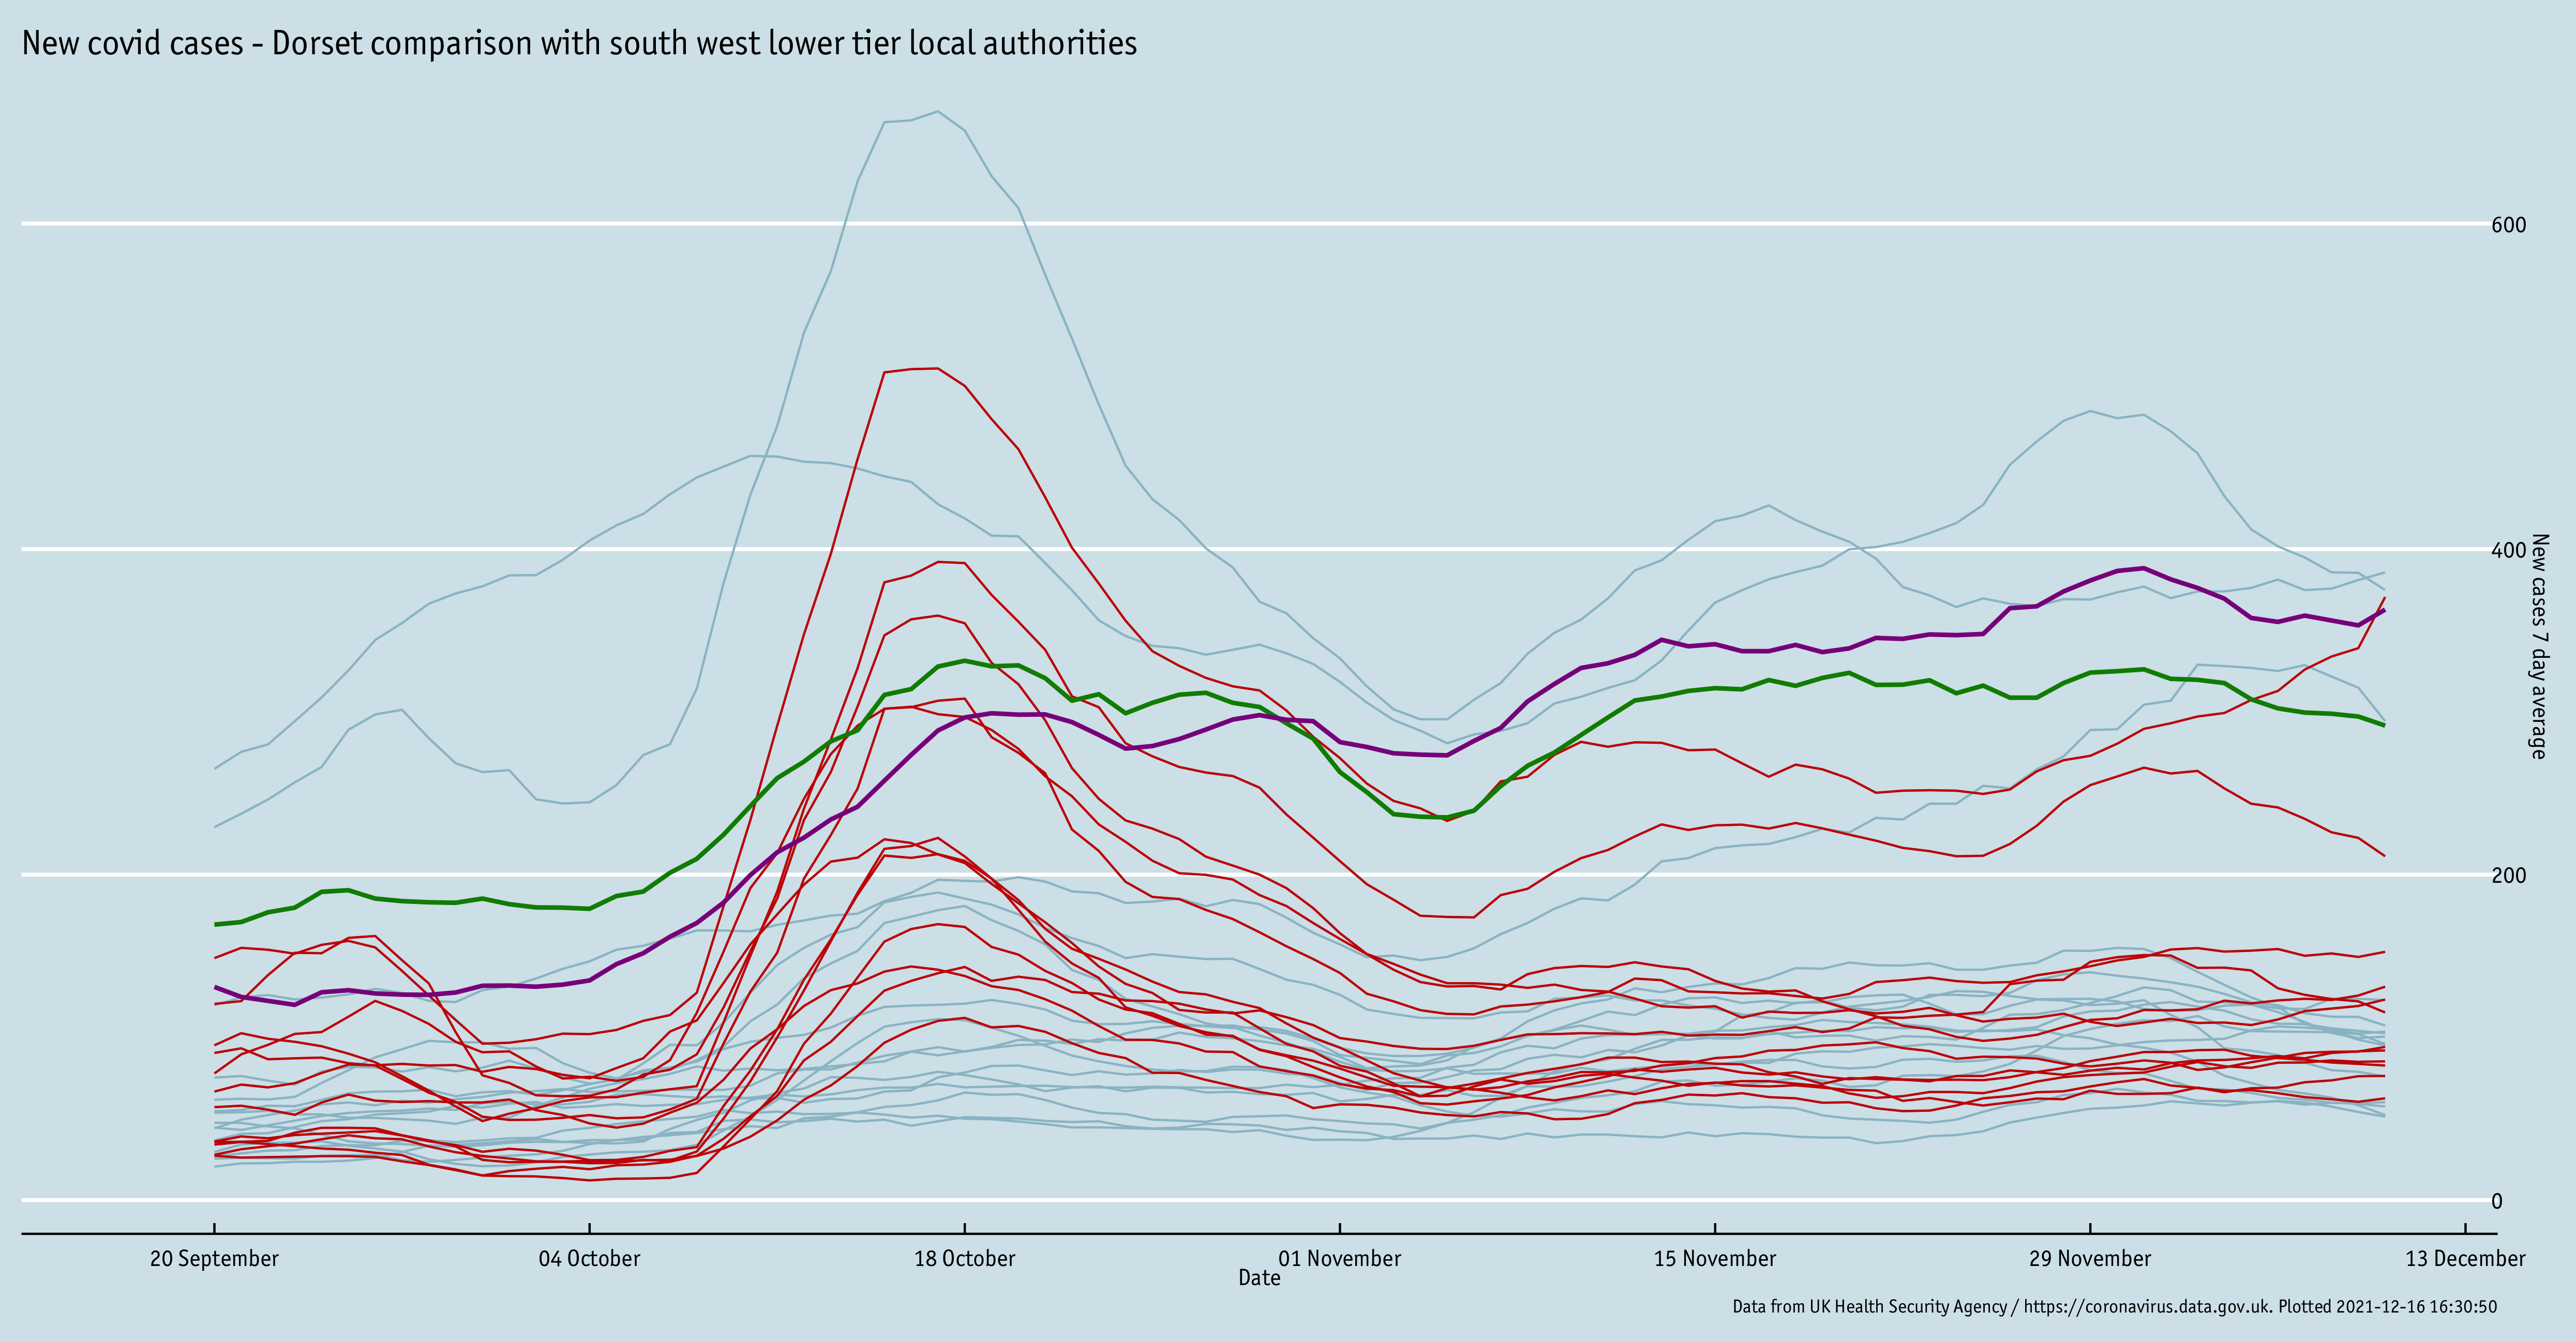 New covid cases - Dorset comparison with south west lower tier local authorities
600
400
New cases 7 day average
200
0
20 September
04 October
18 October
01 November
15 November
29 November
13 December
Date
Data from UK Health Security Agency / https://coronavirus.data.gov.uk. Plotted 2021-12-16 16:30:50